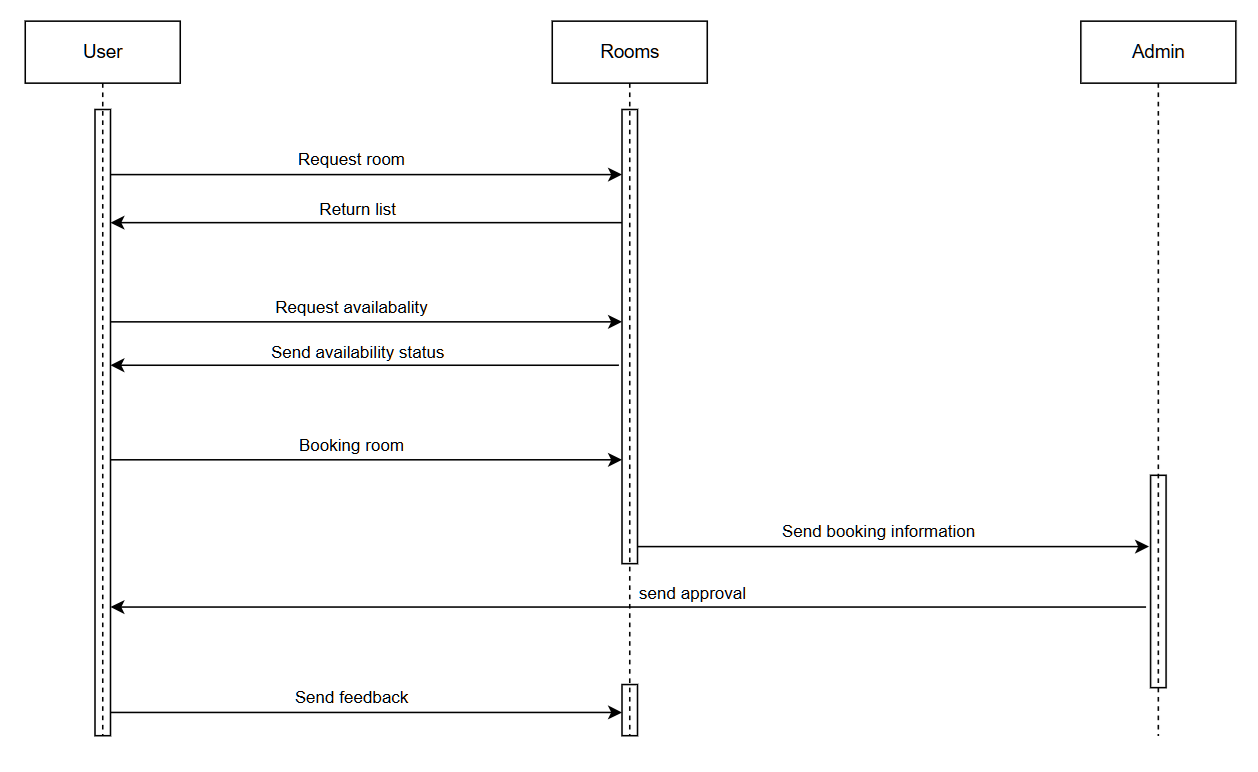 User
Rooms
Admin
Request room
Return list
Request availabality
Send availability status
Booking room
Send booking information
send approval
Send feedback